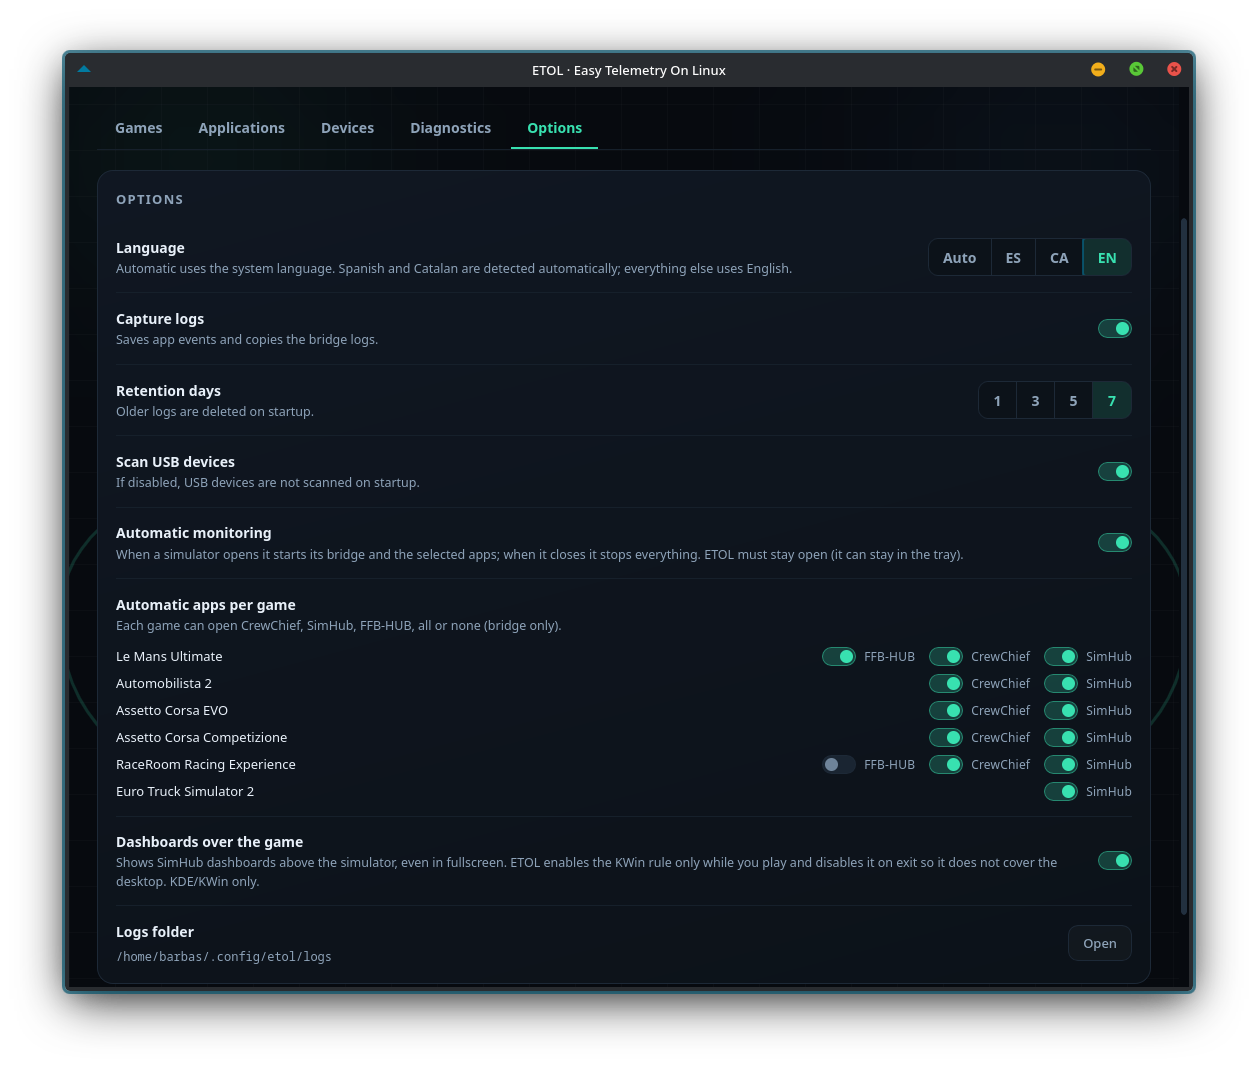 ETOL · Easy Telemetry On Linux
Games Applications Devices Diagnostics Options
OPTIONS
Language
Automatic uses the system language. Spanish and Catalan are detected automatically; everything else uses English.
Auto ES CA EN
Capture logs
Saves app events and copies the bridge logs.
Retention days
Older logs are deleted on startup.
1 3 5 7
Scan USB devices
If disabled, USB devices are not scanned on startup.
Automatic monitoring
When a simulator opens it starts its bridge and the selected apps; when it closes it stops everything. ETOL must stay open (it can stay in the tray).
Automatic apps per game
Each game can open CrewChief, SimHub, FFB-HUB, all or none (bridge only).
Le Mans Ultimate FFB-HUB CrewChief SimHub
Automobilista 2 CrewChief SimHub
Assetto Corsa EVO CrewChief SimHub
Assetto Corsa Competizione CrewChief SimHub
RaceRoom Racing Experience FFB-HUB CrewChief SimHub
Euro Truck Simulator 2 SimHub
Dashboards over the game
Shows SimHub dashboards above the simulator, even in fullscreen. ETOL enables the KWin rule only while you play and disables it on exit so it does not cover the
desktop. KDE/KWin only.
Logs folder
/home/barbas/.config/etol/logs
Open